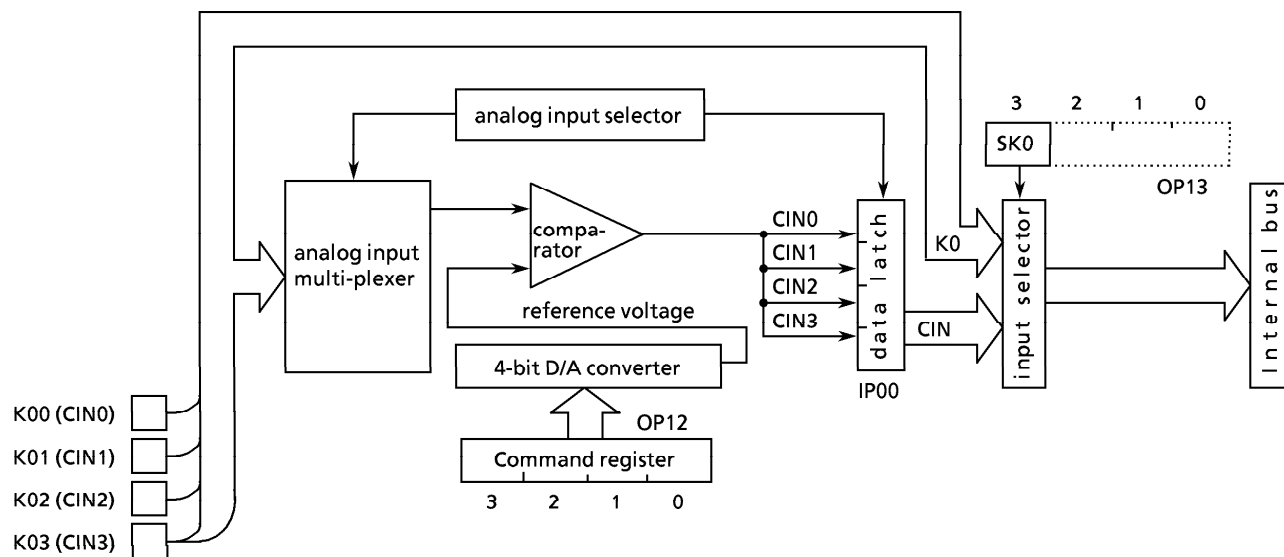 3 2 1 0
analog input selector
SK0
OP13
analog input
multi-plexer
compa-
rator
CIN0
CIN1
CIN2
CIN3
data latch
K0
CIN
input selector
Internal bus
reference voltage
4-bit D/A converter
IP00
OP12
Command register
3 2 1 0
K00 (CIN0)
K01 (CIN1)
K02 (CIN2)
K03 (CIN3)